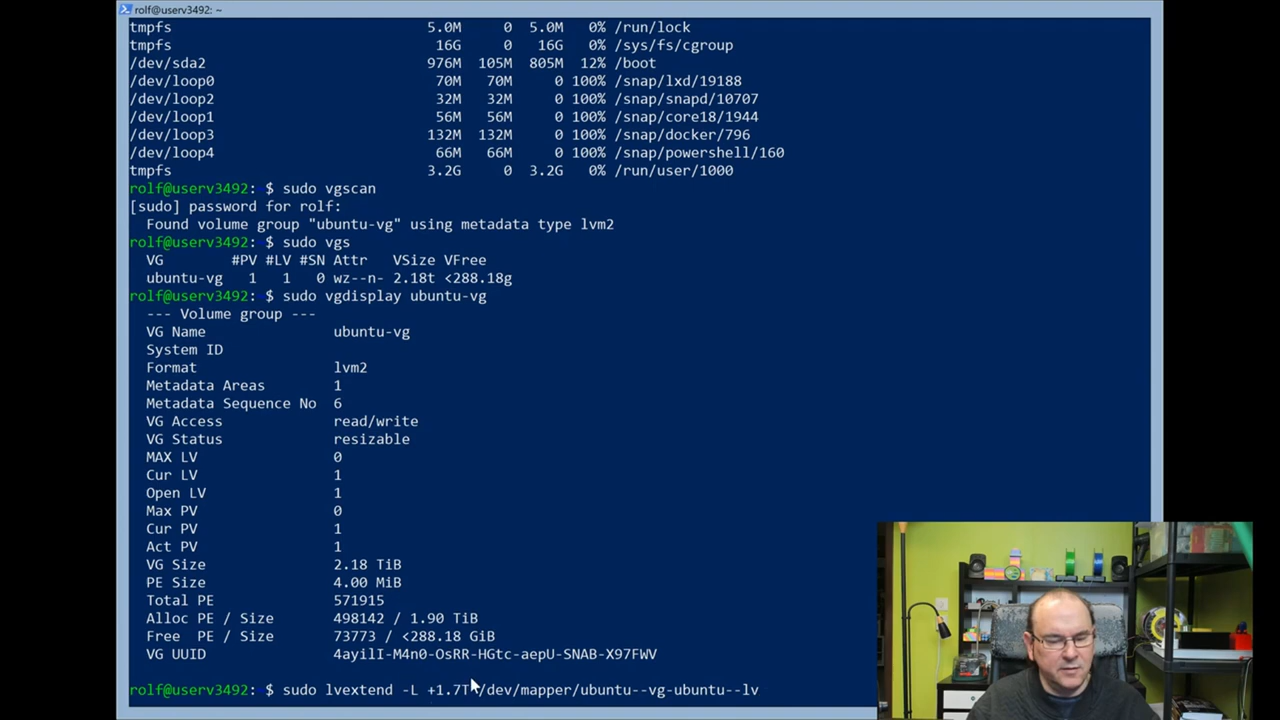 rolf@userv3492: ~
tmpfs 5.0M 0 5.0M 0% /run/lock
tmpfs 16G 0 16G 0% /sys/fs/cgroup
/dev/sda2 976M 105M 805M 12% /boot
/dev/loop0 70M 70M 0 100% /snap/lxd/19188
/dev/loop2 32M 32M 0 100% /snap/snapd/10707
/dev/loop1 56M 56M 0 100% /snap/core18/1944
/dev/loop3 132M 132M 0 100% /snap/docker/796
/dev/loop4 66M 66M 0 100% /snap/powershell/160
tmpfs 3.2G 0 3.2G 0% /run/user/1000
rolf@userv3492:~$ sudo vgscan
[sudo] password for rolf:
Found volume group "ubuntu-vg" using metadata type lvm2
rolf@userv3492:~$ sudo vgs
VG #PV #LV #SN Attr VSize VFree
ubuntu-vg 1 1 0 wz--n- 2.18t <288.18g
rolf@userv3492:~$ sudo vgdisplay ubuntu-vg
--- Volume group ---
VG Name ubuntu-vg
System ID
Format lvm2
Metadata Areas 1
Metadata Sequence No 6
VG Access read/write
VG Status resizable
MAX LV 0
Cur LV 1
Open LV 1
Max PV 0
Cur PV 1
Act PV 1
VG Size 2.18 TiB
PE Size 4.00 MiB
Total PE 571915
Alloc PE / Size 498142 / 1.90 TiB
Free PE / Size 73773 / <288.18 GiB
VG UUID 4ayilI-M4n0-OsRR-HGtc-aepU-SNAB-X97FWV
rolf@userv3492:~$ sudo lvextend -L +1.7T /dev/mapper/ubuntu--vg-ubuntu--lv